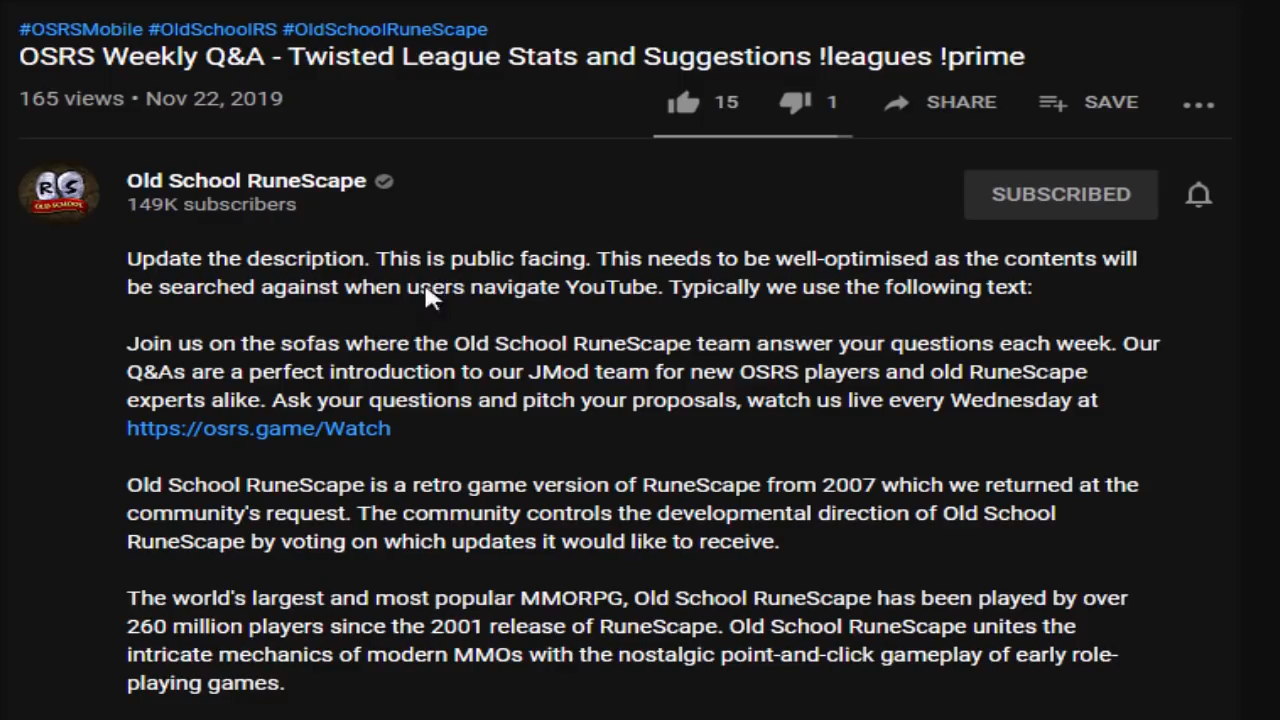 #OSRSMobile #OldSchoolRS #OldSchoolRuneScape
OSRS Weekly Q&A - Twisted League Stats and Suggestions !leagues !prime
165 views • Nov 22, 2019
15 1 SHARE SAVE
Old School RuneScape
149K subscribers
SUBSCRIBED
RS
OLD SCHOOL
Update the description. This is public facing. This needs to be well-optimised as the contents will
be searched against when users navigate YouTube. Typically we use the following text:
Join us on the sofas where the Old School RuneScape team answer your questions each week. Our
Q&As are a perfect introduction to our JMod team for new OSRS players and old RuneScape
experts alike. Ask your questions and pitch your proposals, watch us live every Wednesday at
https://osrs.game/Watch
Old School RuneScape is a retro game version of RuneScape from 2007 which we returned at the
community's request. The community controls the developmental direction of Old School
RuneScape by voting on which updates it would like to receive.
The world's largest and most popular MMORPG, Old School RuneScape has been played by over
260 million players since the 2001 release of RuneScape. Old School RuneScape unites the
intricate mechanics of modern MMOs with the nostalgic point-and-click gameplay of early role-
playing games.